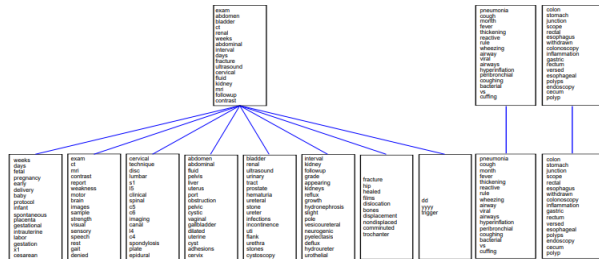 exam
abdomen
bladder
ct
renal
weeks
abdominal
interval
days
fracture
ultrasound
cervical
fluid
kidney
mri
followup
contrast
pneumonia
cough
month
fever
thickening
reactive
rule
wheezing
airway
viral
airways
hyperinflation
peribronchial
coughing
bacterial
vs
cuffing
colon
stomach
junction
scope
rectal
esophagus
withdrawn
colonoscopy
inflammation
gastric
rectum
versed
esophageal
polyps
endoscopy
cecum
polyp
weeks
days
fetal
pregnancy
early
delivery
baby
protocol
infant
spontaneous
placenta
gestational
intrauterine
labor
gestation
x1
cesarean
exam
ct
mri
contrast
report
weakness
motor
brain
images
sample
strength
visual
sensory
speech
rest
gait
denied
cervical
technique
disc
lumbar
s1
l5
clinical
spinal
c5
c6
imaging
canal
l4
c4
spondylosis
plate
epidural
abdomen
abdominal
fluid
pelvis
liver
uterus
port
obstruction
pelvic
cystic
vaginal
gallbladder
dilated
uterine
cyst
adhesions
cervix
bladder
renal
ultrasound
urinary
tract
prostate
hematuria
ureteral
stone
ureter
infections
incontinence
uti
flank
urethra
stones
cystoscopy
interval
kidney
followup
grade
appearing
kidneys
reflux
growth
hydronephrosis
slight
pole
vesicoureteral
neurogenic
pyeliectasis
deflux
hydroureter
urothearean
fracture
hip
healed
films
dislocation
bones
displacement
nondisplaced
comminuted
trochanter
dd
yyyy
trigger
pneumonia
cough
month
fever
thickening
reactive
rule
wheezing
airway
viral
airways
hyperinflation
peribronchial
coughing
bacterial
vs
cuffing
colon
stomach
junction
scope
rectal
esophagus
withdrawn
colonoscopy
inflammation
gastric
rectum
versed
esophageal
polyps
endoscopy
cecum
polyp